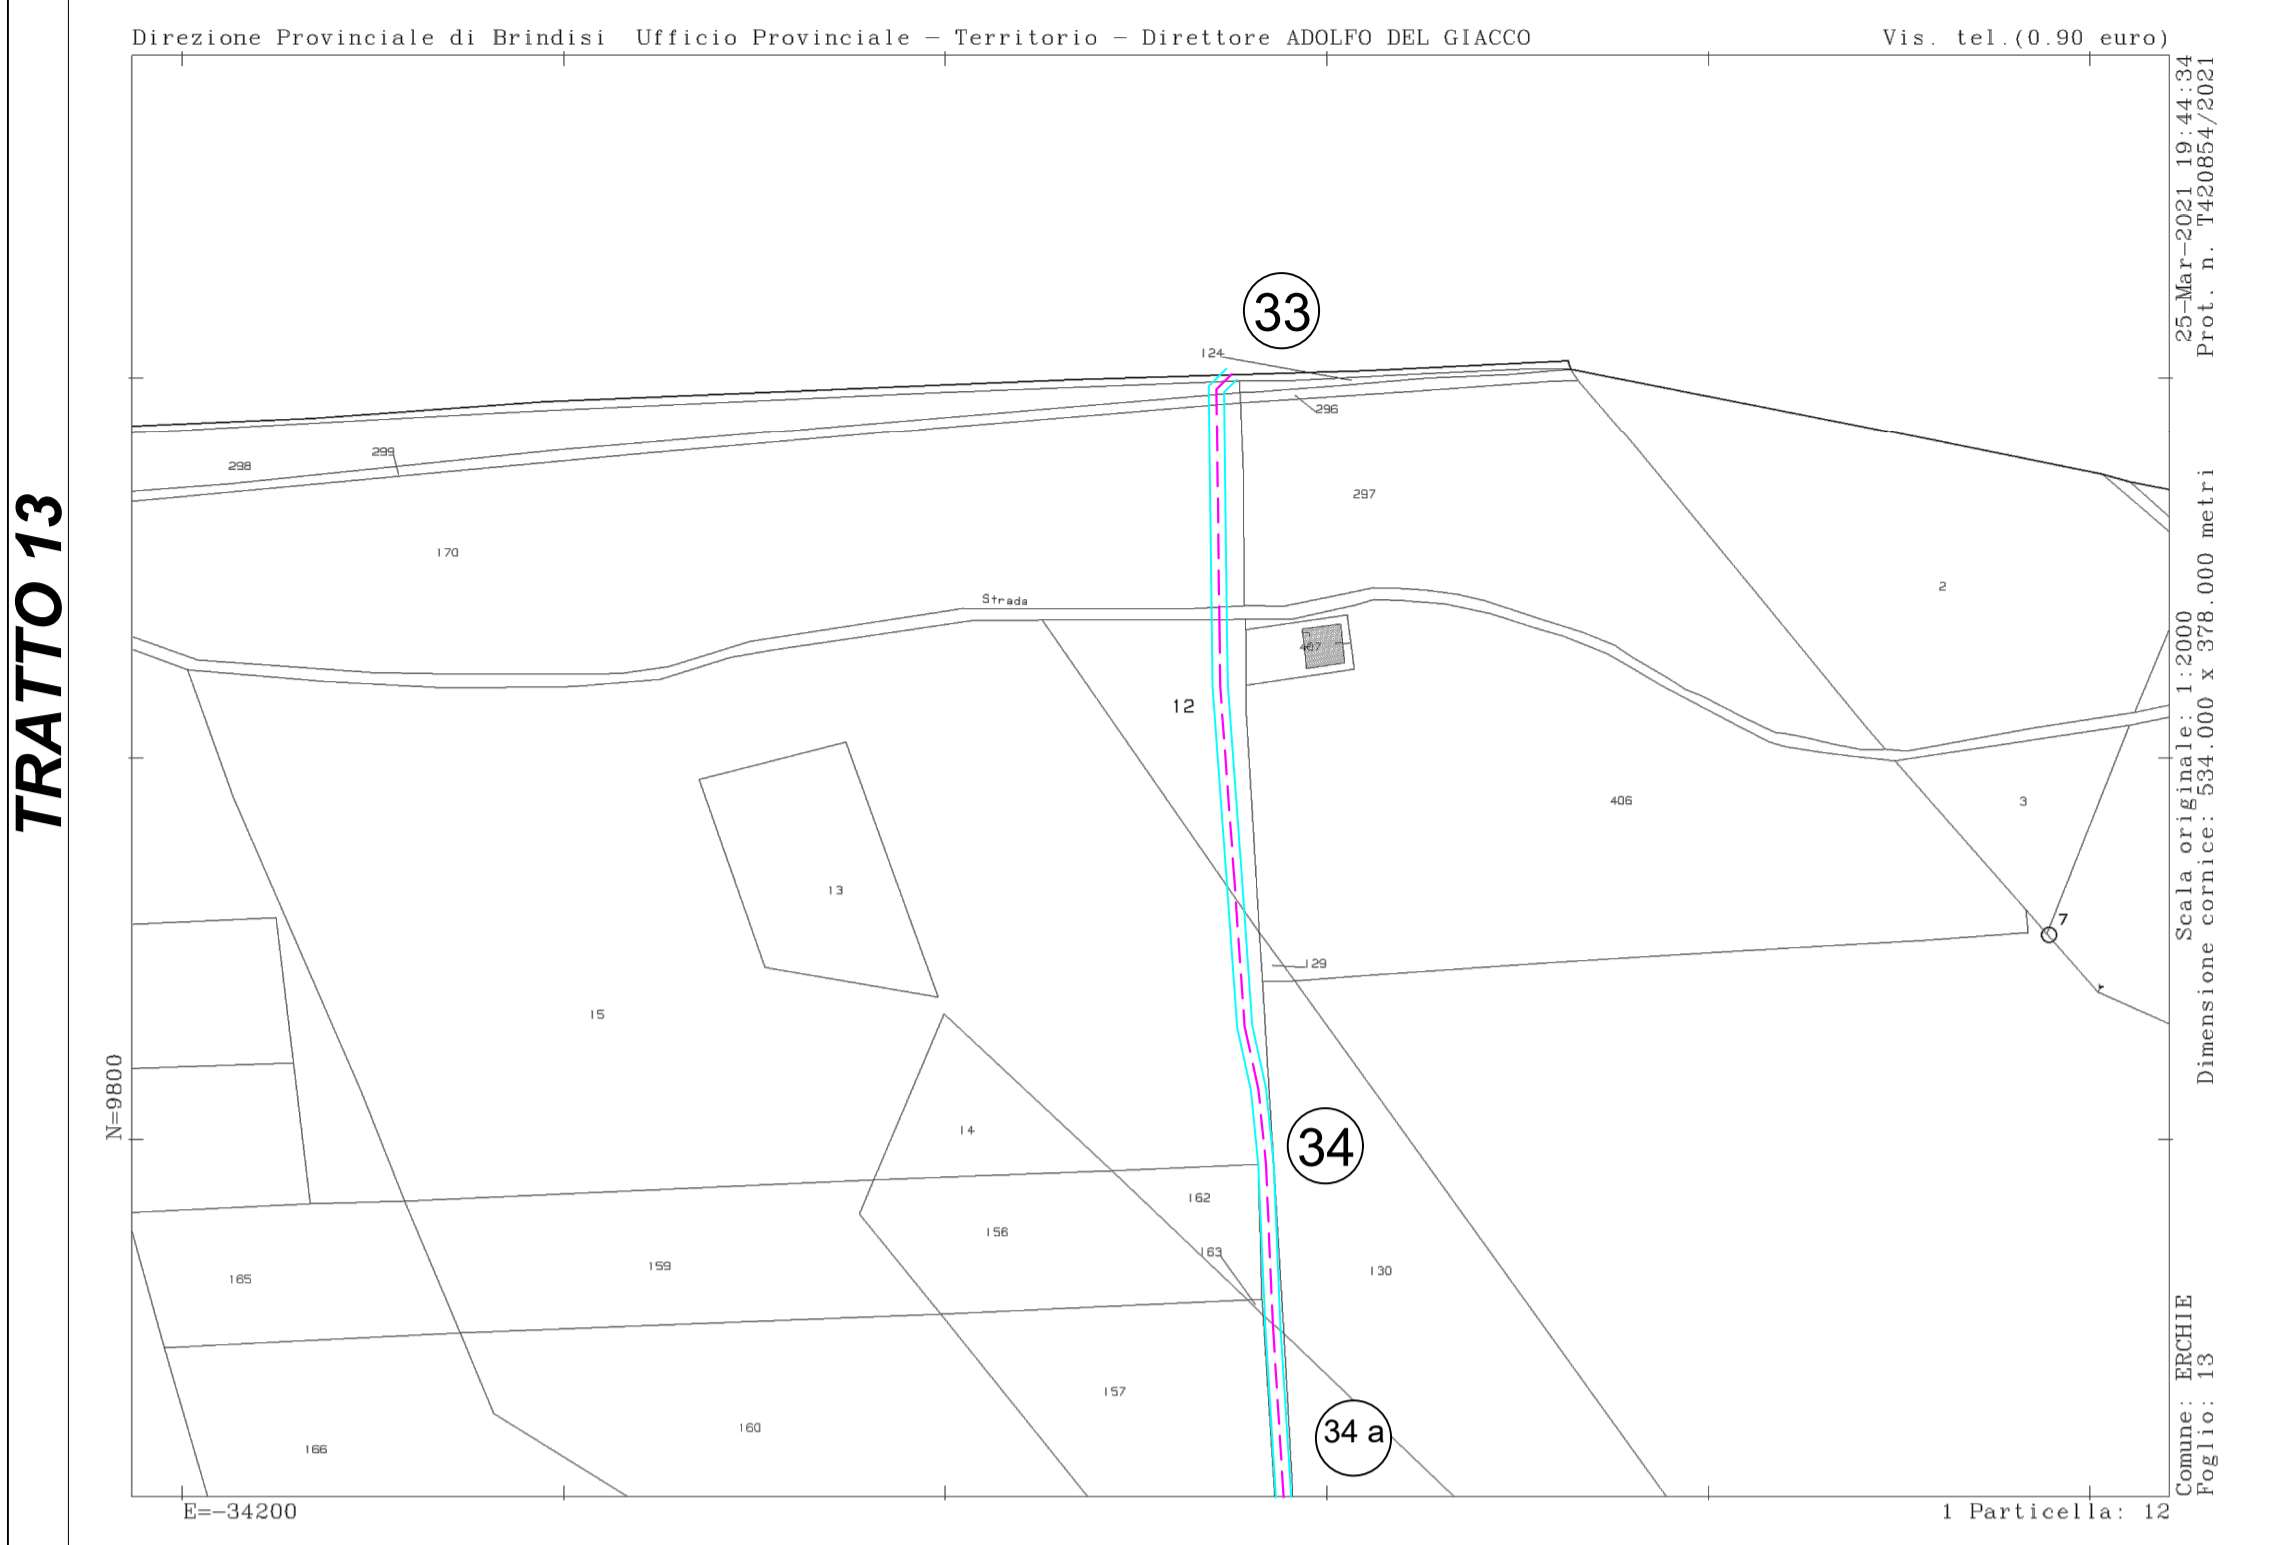 TRATTO 13
Direzione Provinciale di Brindisi Ufficio Provinciale - Territorio - Direttore ADOLFO DEL GIACCO
Vis. tel.(0.90 euro)
25-Mar-2021 19:44:34
Prot. n. T420854/2021
Scala originale: 1:2000
Dimensione cornice: 534.000 x 378.000 metri
Comune: ERCHIE
Foglio: 13
33
124
296
299
298
297
170
2
Strada
12
406
3
13
7
129
15
N=9800
14
34
162
156
163
159
130
165
157
34 a
160
166
E=-34200
1 Particella: 12